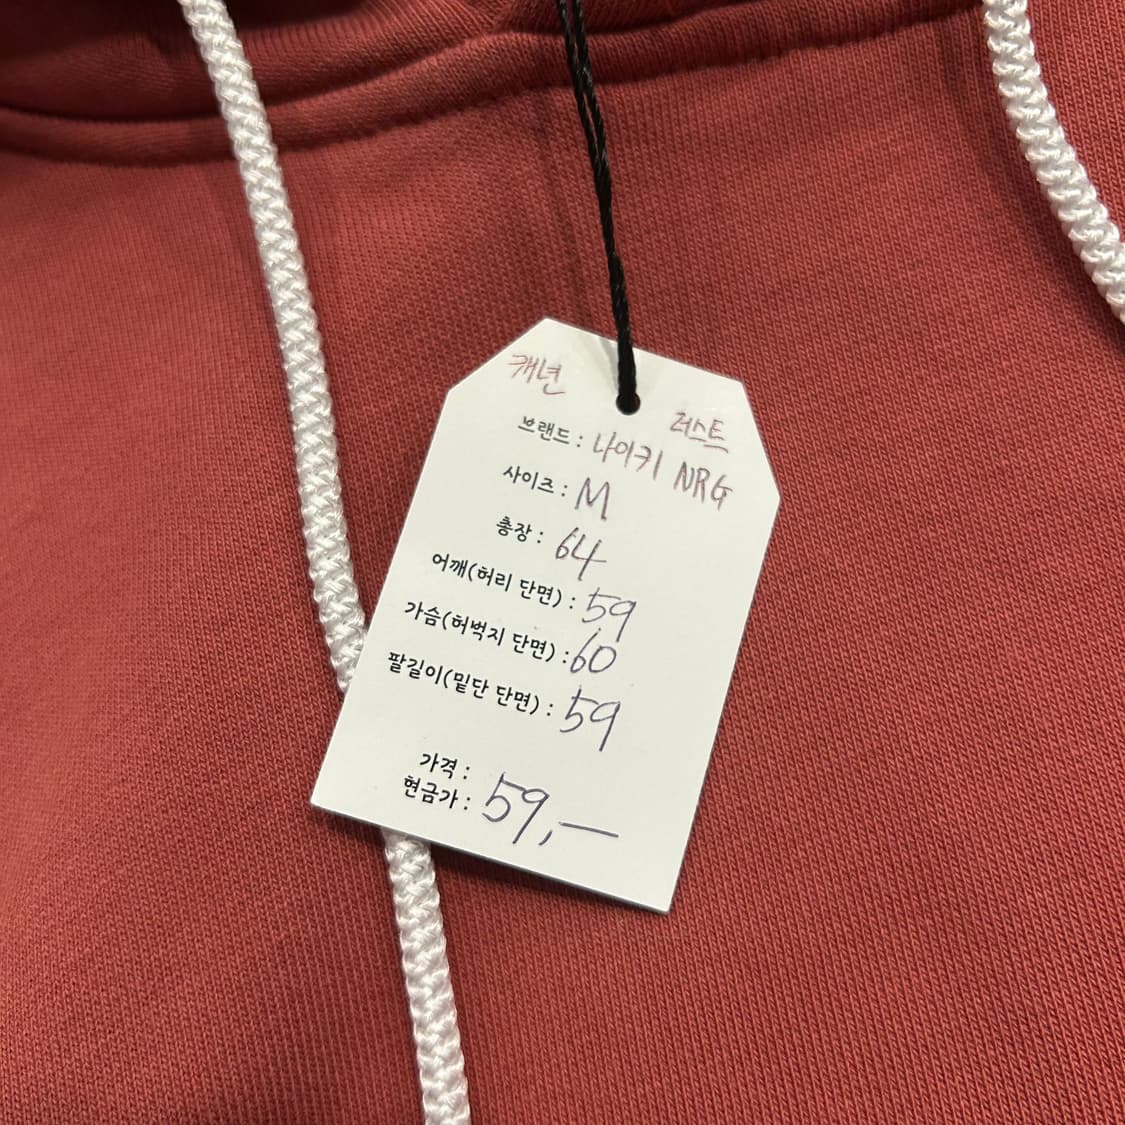 캐년 러스트
브랜드 : 나이키 NRG
사이즈 : M
총장 : 64
어깨(허리 단면) : 59
가슴(허벅지 단면) : 60
팔길이(밑단 단면) : 59
가격 :
현금가 : 59,—